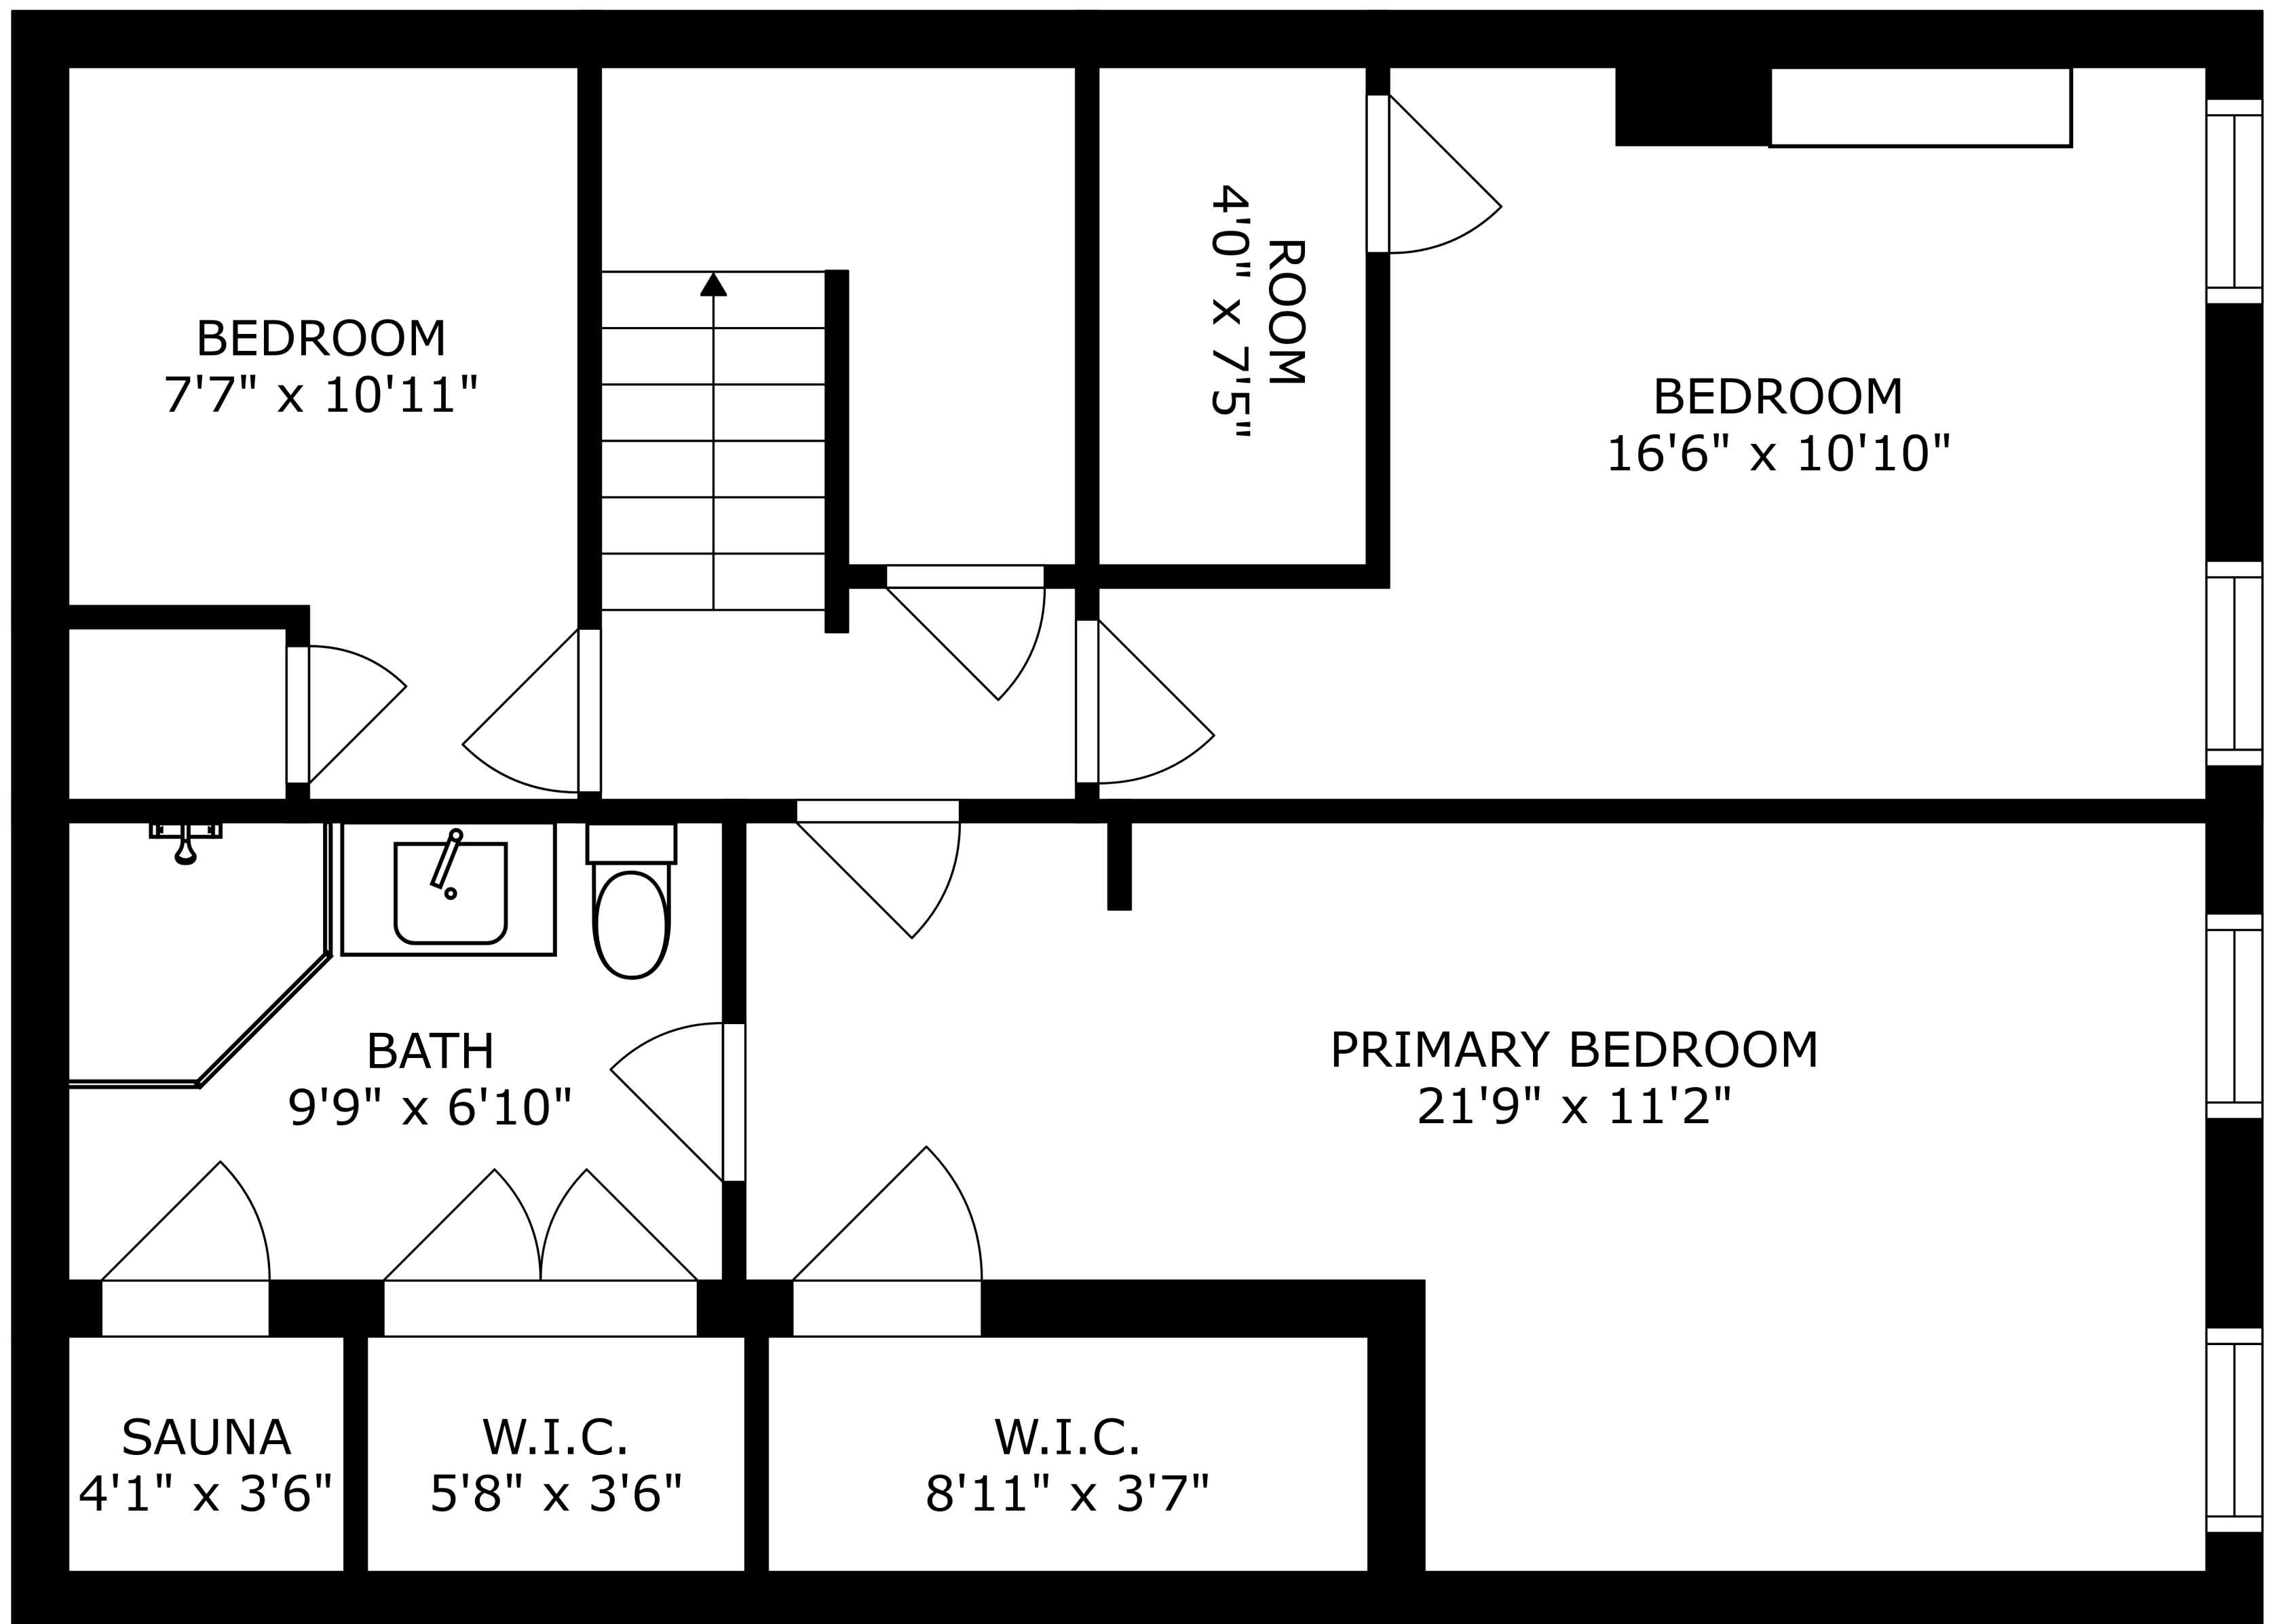 BEDROOM
7'7" x 10'11"
ROOM
4'0" x 7'5"
BEDROOM
16'6" x 10'10"
BATH
9'9" x 6'10"
PRIMARY BEDROOM
21'9" x 11'2"
SAUNA
4'1" x 3'6"
W.I.C.
5'8" x 3'6"
W.I.C.
8'11" x 3'7"